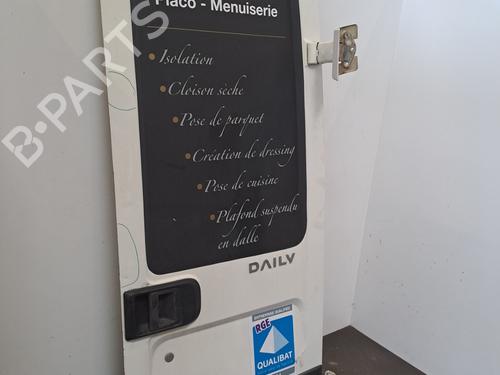 Placo - Menuiserie
Isolation
Cloison sèche
Pose de parquet
Création de dressing
Pose de cuisine
Plafond suspendu
en dalle
DAILY
RGE
QUALIBAT
B-PARTS